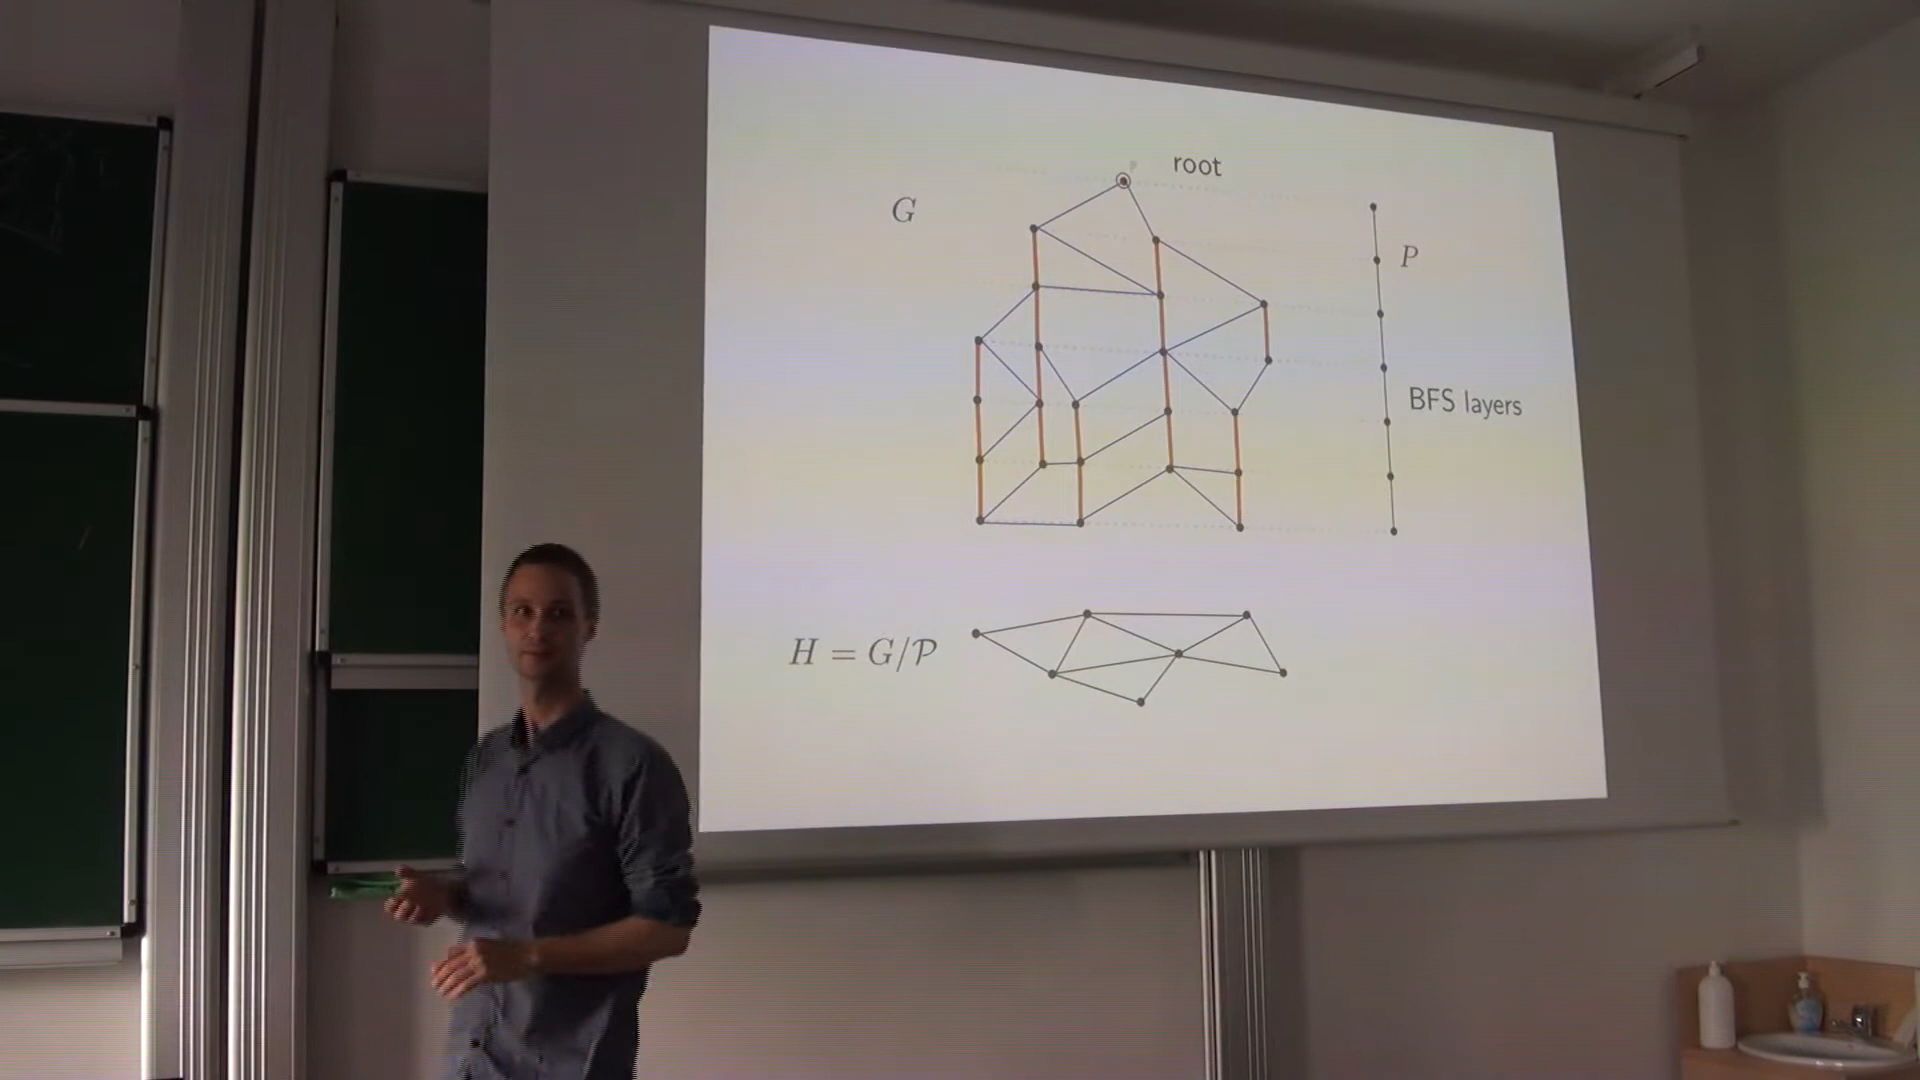 root
G
P
BFS layers
H = G/𝒫